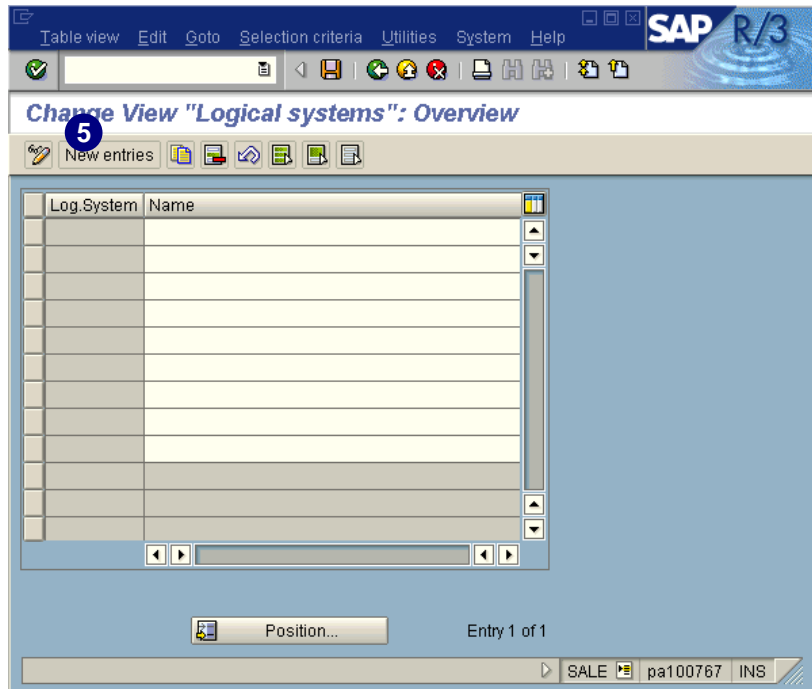 Table view Edit Goto Selection criteria Utilities System Help
SAP R/3
Change View "Logical systems": Overview
5
New entries
Log.System Name
Position... Entry 1 of 1
SALE pa100767 INS